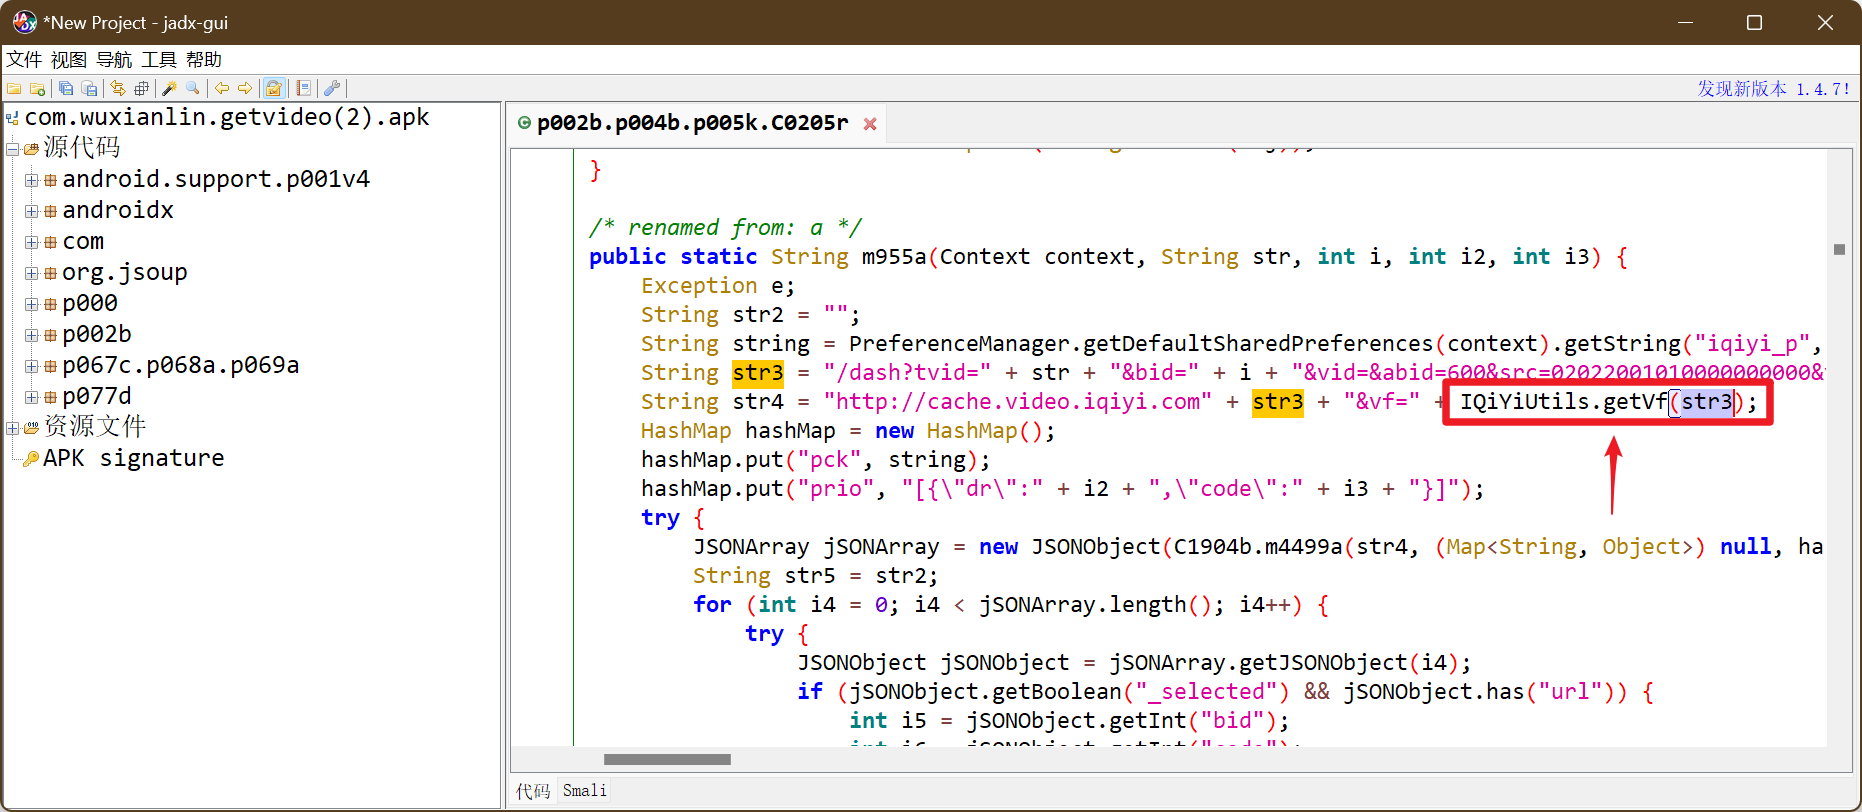 *New Project - jadx-gui
文件 视图 导航 工具 帮助
发现新版本 1.4.7!
com.wuxianlin.getvideo(2).apk
源代码
android.support.p001v4
androidx
com
org.jsoup
p000
p002b
p067c.p068a.p069a
p077d
资源文件
APK signature
p002b.p004b.p005k.C0205r
}
/* renamed from: a */
public static String m955a(Context context, String str, int i, int i2, int i3) {
Exception e;
String str2 = "";
String string = PreferenceManager.getDefaultSharedPreferences(context).getString("iqiyi_p",
String str3 = "/dash?tvid=" + str + "&bid=" + i + "&vid=&abid=600&src=02022001010000000000&
String str4 = "http://cache.video.iqiyi.com" + str3 + "&vf=" + IQiYiUtils.getVf(str3);
HashMap hashMap = new HashMap();
hashMap.put("pck", string);
hashMap.put("prio", "[{\"dr\":" + i2 + ",\"code\":" + i3 + "}]");
try {
JSONArray jSONArray = new JSONObject(C1904b.m4499a(str4, (Map<String, Object>) null, ha
String str5 = str2;
for (int i4 = 0; i4 < jSONArray.length(); i4++) {
try {
JSONObject jSONObject = jSONArray.getJSONObject(i4);
if (jSONObject.getBoolean("_selected") && jSONObject.has("url")) {
int i5 = jSONObject.getInt("bid");
int i6 = jSONObject.getInt("code");
代码 Smali